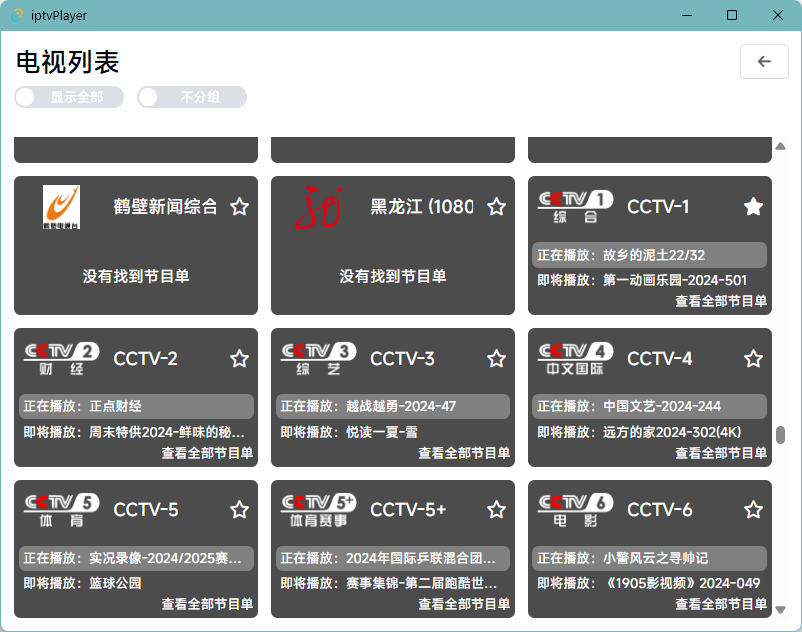 iptvPlayer
电视列表
显示全部
不分组
鹤壁新闻综合
没有找到节目单
黑龙江 (1080
没有找到节目单
CCTV 1
综 合
CCTV-1
正在播放：故乡的泥土22/32
即将播放：第一动画乐园-2024-501
查看全部节目单
CCTV 2
财 经
CCTV-2
正在播放：正点财经
即将播放：周末特供2024-鲜味的秘...
查看全部节目单
CCTV 3
综 艺
CCTV-3
正在播放：越战越勇-2024-47
即将播放：悦读一夏-雪
查看全部节目单
CCTV 4
中文国际
CCTV-4
正在播放：中国文艺-2024-244
即将播放：远方的家2024-302(4K)
查看全部节目单
CCTV 5
体 育
CCTV-5
正在播放：实况录像-2024/2025赛...
即将播放：篮球公园
查看全部节目单
CCTV 5+
体育赛事
CCTV-5+
正在播放：2024年国际乒联混合团...
即将播放：赛事集锦-第二届跑酷世...
查看全部节目单
CCTV 6
电 影
CCTV-6
正在播放：小警风云之寻帅记
即将播放：《1905影视频》2024-049
查看全部节目单